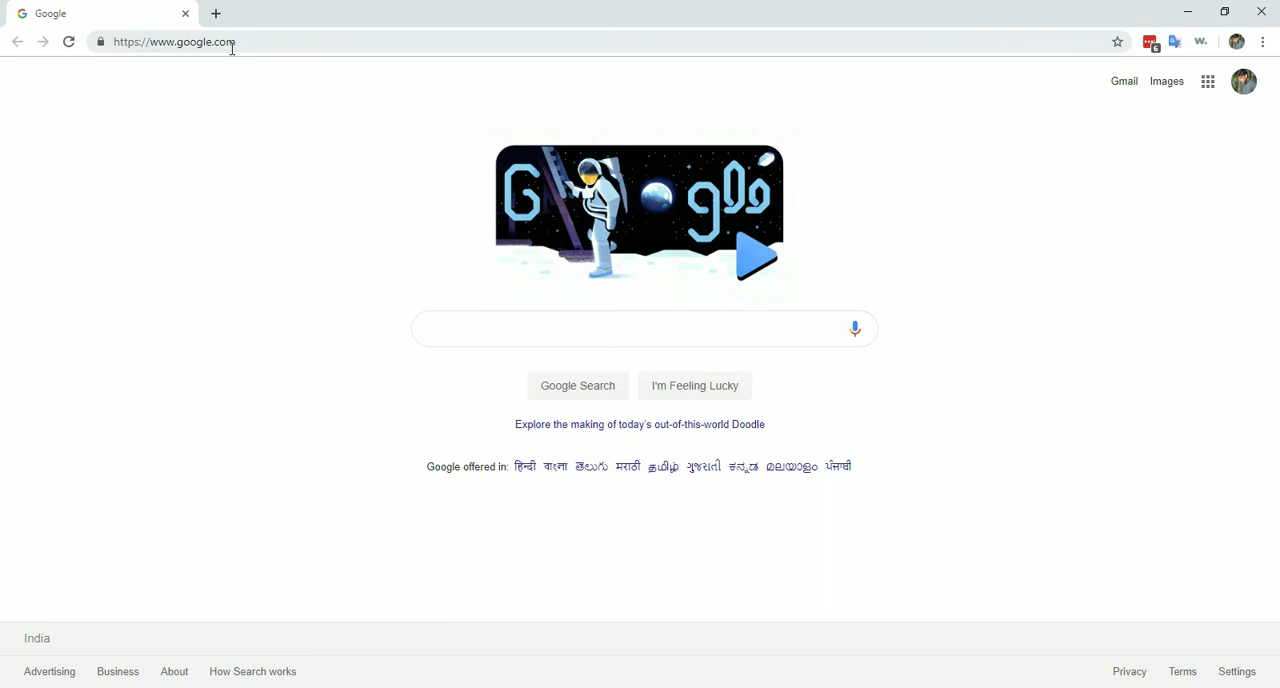 Google
https://www.google.com
6
w.
Gmail Images
Google
Google Search I'm Feeling Lucky
Explore the making of today's out-of-this-world Doodle
Google offered in: हिन्दी বাংলা తెలుగు मराठी தமிழ் ગુજરાતી ಕನ್ನಡ മലയാളം ਪੰਜਾਬੀ
India
Advertising Business About How Search works Privacy Terms Settings